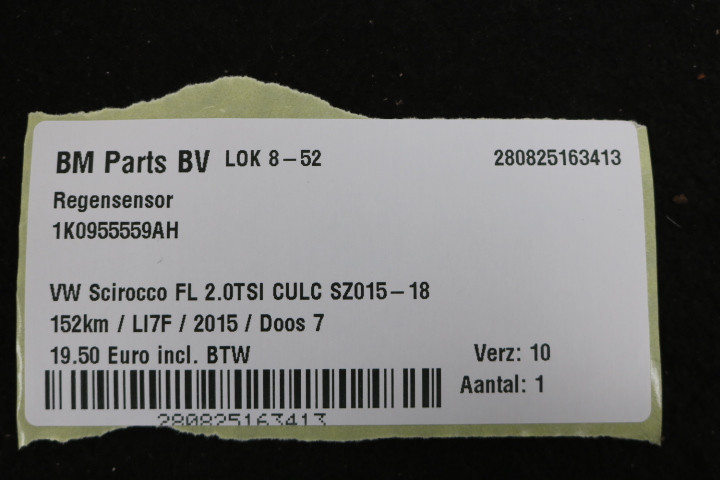 BM Parts BV LOK 8-52 280825163413
Regensensor
1K0955559AH
VW Scirocco FL 2.0TSI CULC SZ015-18
152km / LI7F / 2015 / Doos 7
19.50 Euro incl. BTW Verz: 10
Aantal: 1
280825163413